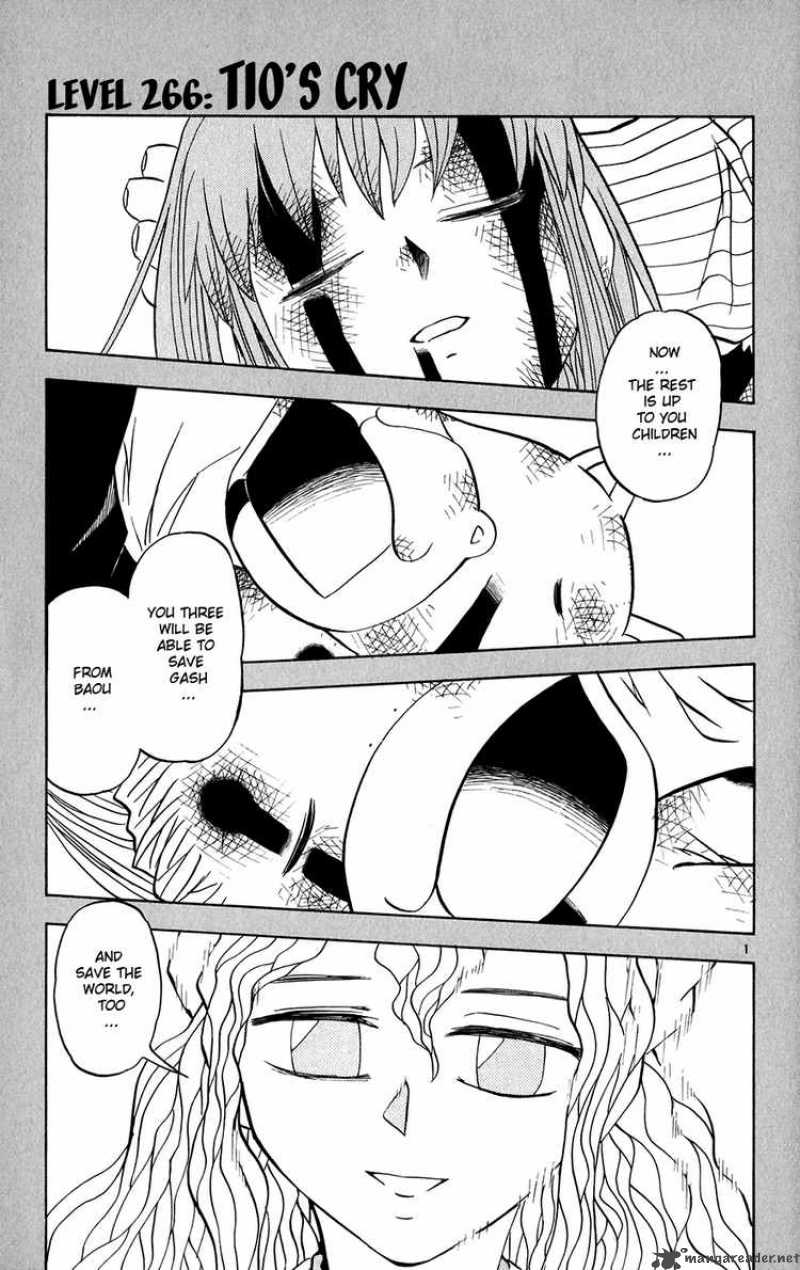 LEVEL 266: TIO'S CRY
NOW
...
THE REST
IS UP
TO YOU
CHILDREN
...
YOU THREE
WILL BE
ABLE TO
SAVE
GASH
...
FROM
BAOU
...
1
AND
SAVE THE
WORLD,
TOO
...
mangareader.net